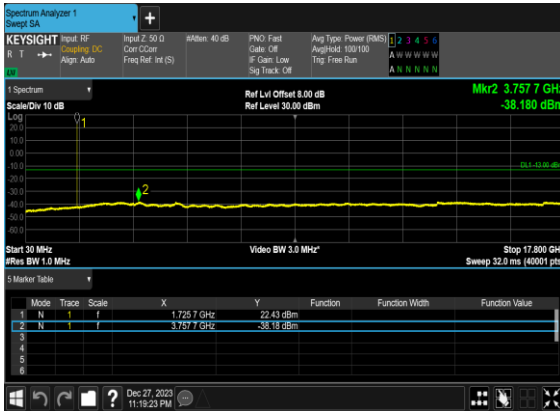 Spectrum Analyzer 1
Swept SA
KEYSIGHT Input: RF Input Z: 50 Ω #Atten: 40 dB PNO: Fast Avg Type: Power (RMS) 1 2 3 4 5 6
R T Coupling: DC Corr CCorr Gate: Off Avg|Hold: 100/100 A W W W W W
Align: Auto Freq Ref: Int (S) IF Gain: Low Trig: Free Run
Sig Track: Off A N N N N N
1 Spectrum Ref Lvl Offset 8.00 dB Mkr2 3.757 7 GHz
Scale/Div 10 dB Ref Level 30.00 dBm -38.180 dBm
Log
20.0
10.0
0.00
-10.0
-20.0
-30.0
-40.0
-50.0
-60.0
1
2
DL1 -13.00 dBm
Start 30 MHz Video BW 3.0 MHz* Stop 17.800 GHz
#Res BW 1.0 MHz Sweep 32.0 ms (40001 pts)
5 Marker Table
Mode Trace Scale X Y Function Function Width Function Value
1 N 1 f 1.725 7 GHz 22.43 dBm
2 N 1 f 3.757 7 GHz -38.18 dBm
3
4
5
6
? Dec 27, 2023
11:19:23 PM